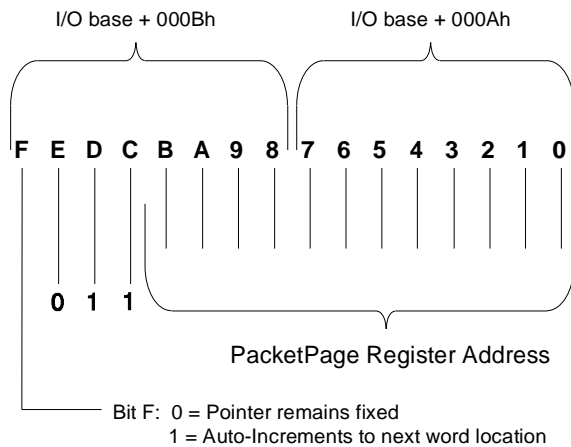 I/O base + 000Bh I/O base + 000Ah
F E D C B A 9 8 7 6 5 4 3 2 1 0
0 1 1
PacketPage Register Address
Bit F: 0 = Pointer remains fixed
1 = Auto-Increments to next word location